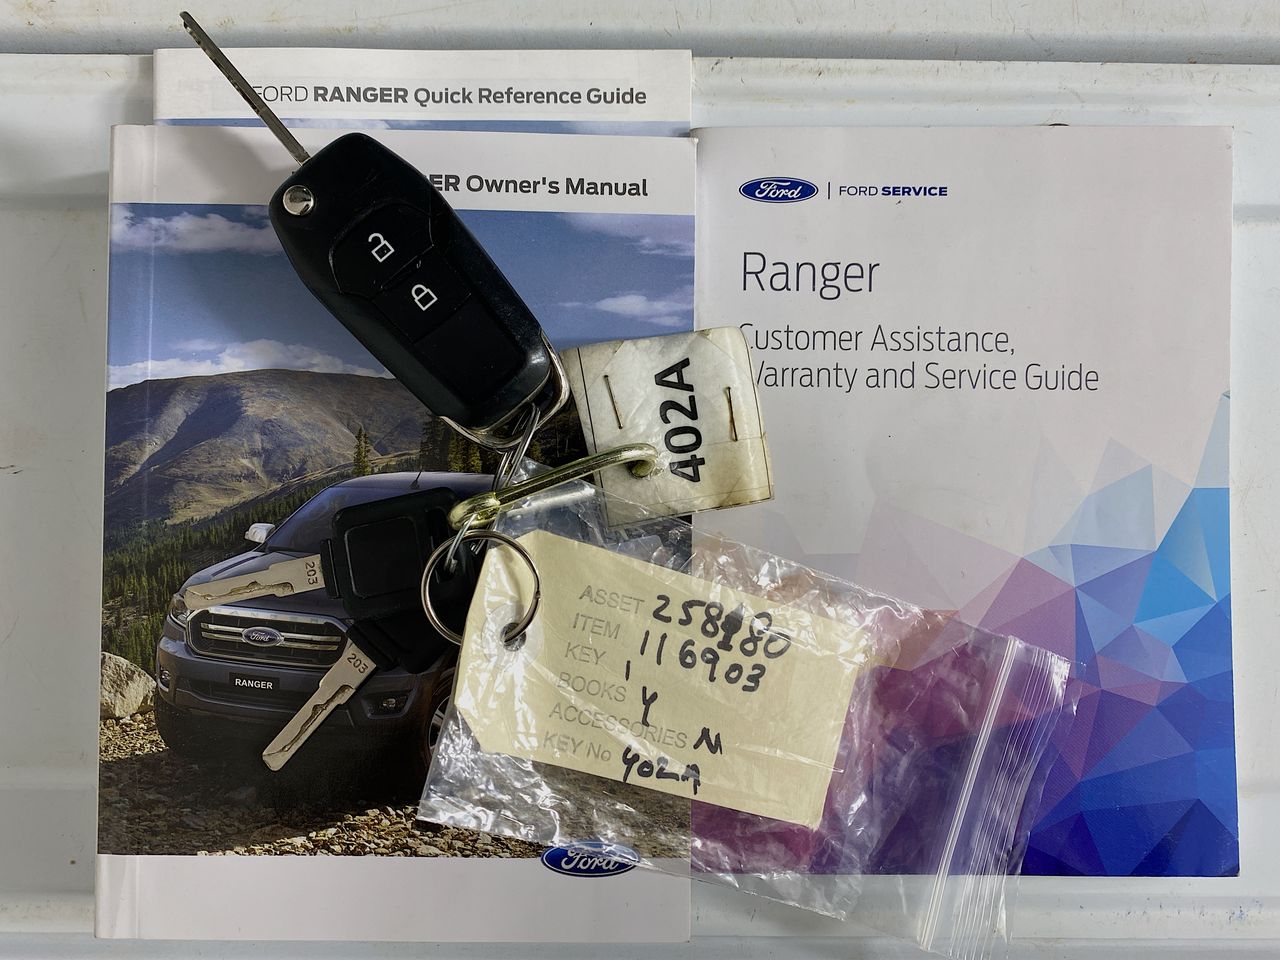 FORD RANGER Quick Reference Guide
ER Owner's Manual
Ford | FORD SERVICE
Ranger
Customer Assistance,
Warranty and Service Guide
402A
203
203
Ford
RANGER
ASSET
ITEM 116903
KEY 1
BOOKS Y
ACCESSORIES N
KEY No 402A
Ford